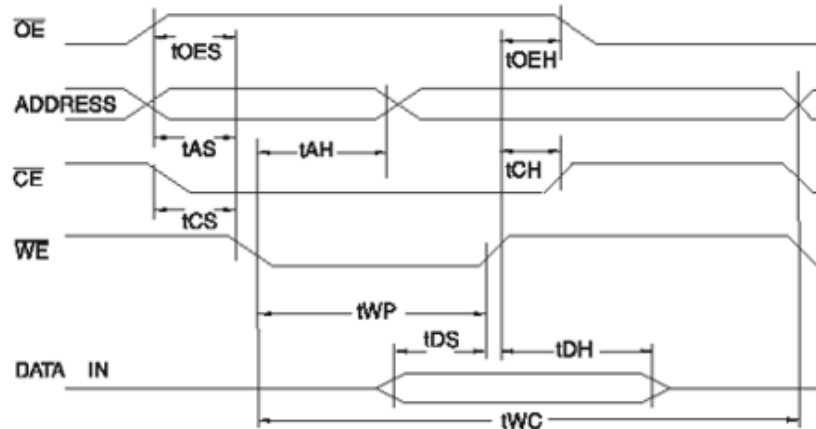 OE
tOES
tOEH
ADDRESS
tAS
tAH
tCH
CE
tCS
WE
tWP
tDS
tDH
DATA IN
tWC